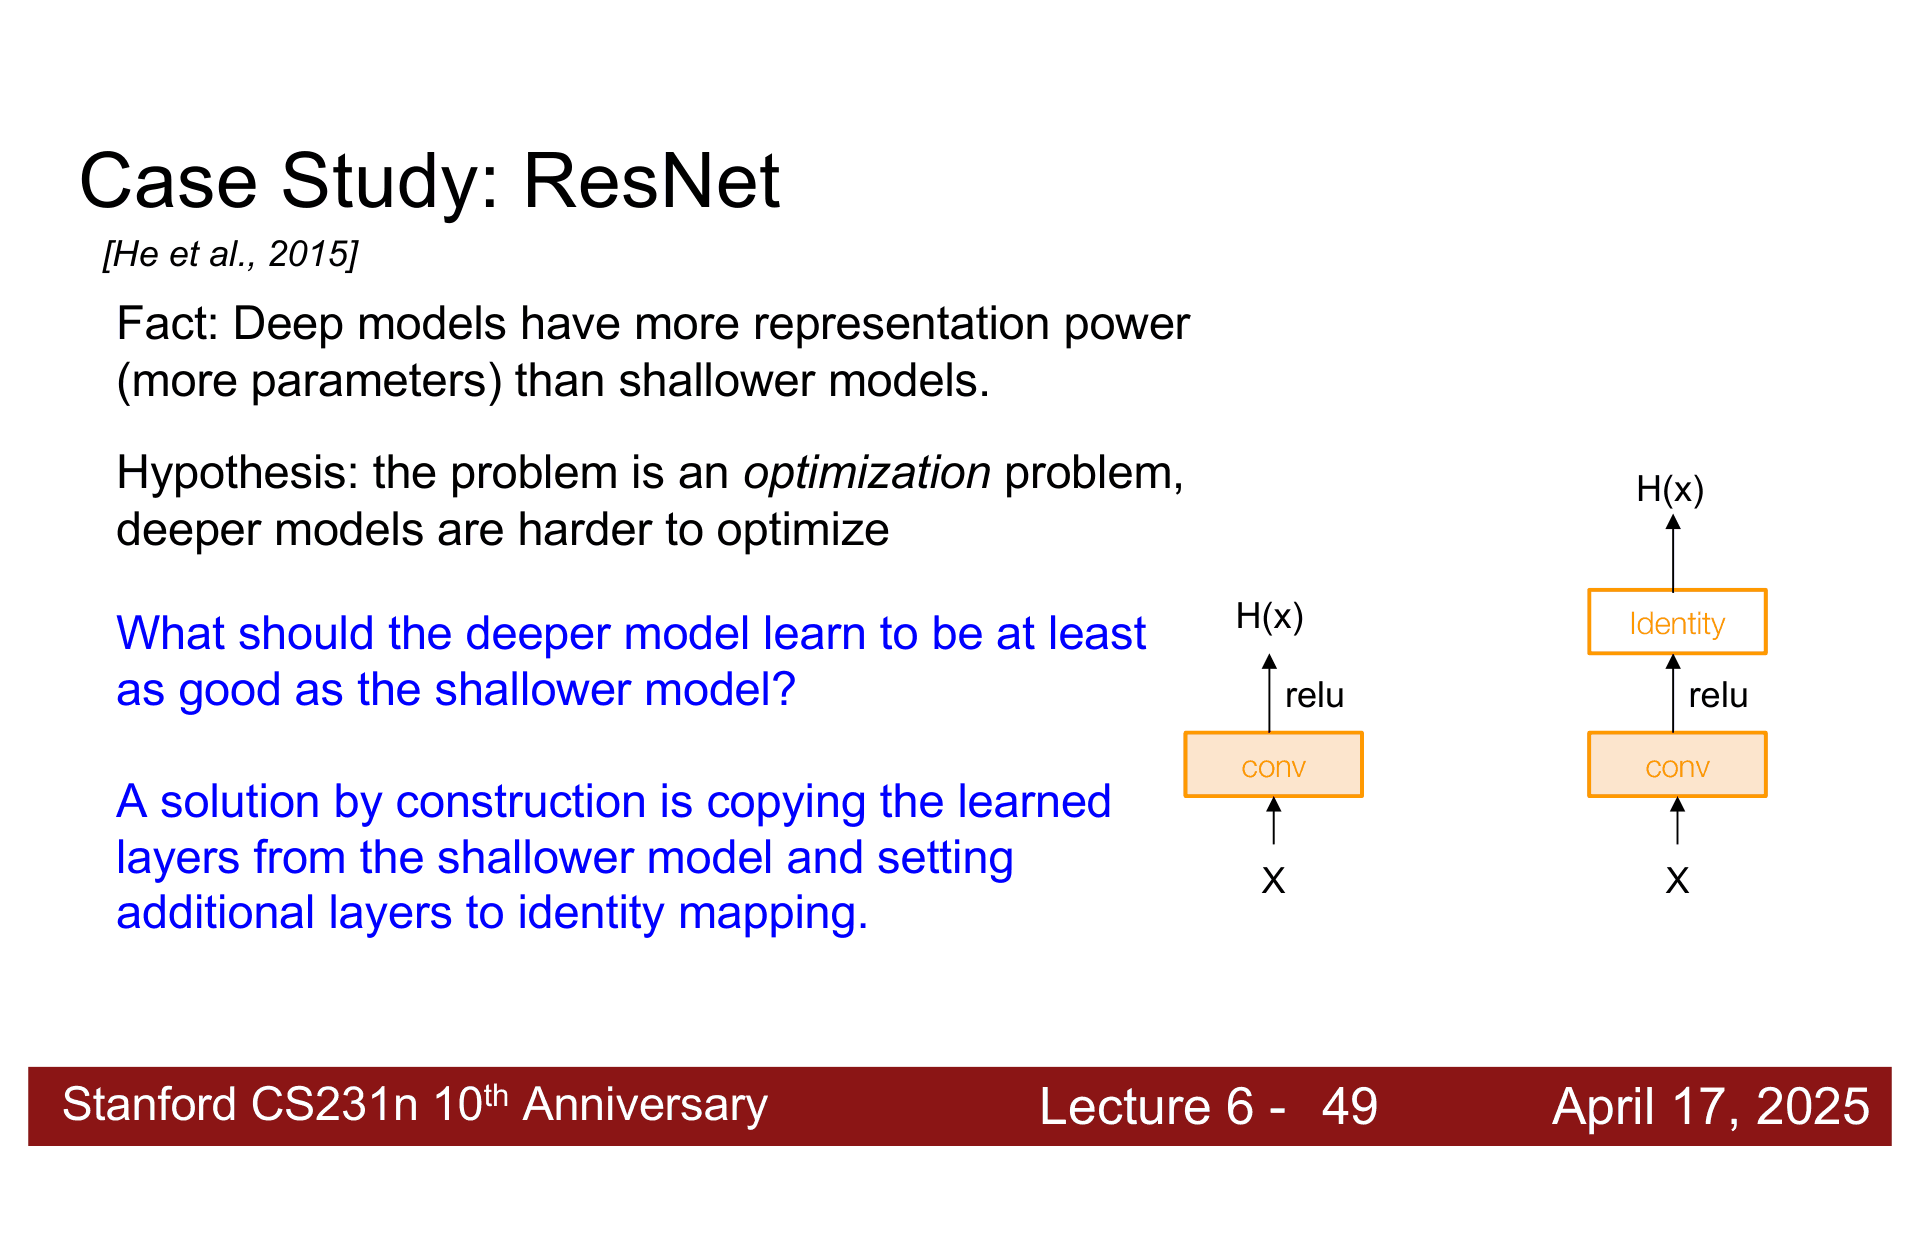 Case Study: ResNet
[He et al., 2015]
Fact: Deep models have more representation power
(more parameters) than shallower models.
Hypothesis: the problem is an optimization problem,
deeper models are harder to optimize
What should the deeper model learn to be at least
as good as the shallower model?
A solution by construction is copying the learned
layers from the shallower model and setting
additional layers to identity mapping.
H(x)
relu
conv
X
H(x)
Identity
relu
conv
X
Stanford CS231n 10th Anniversary
Lecture 6 - 49
April 17, 2025